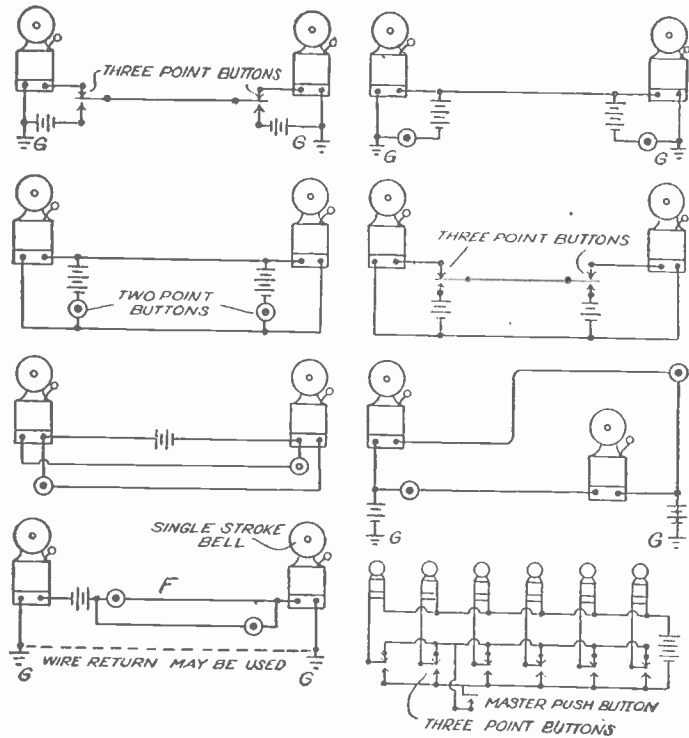 THREE POINT BUTTONS
G
G
G
G
TWO POINT
BUTTONS
THREE POINT
BUTTONS
SINGLE STROKE
BELL
F
G
G
G
WIRE RETURN MAY BE USED
G
MASTER PUSH BUTTON
THREE POINT BUTTONS